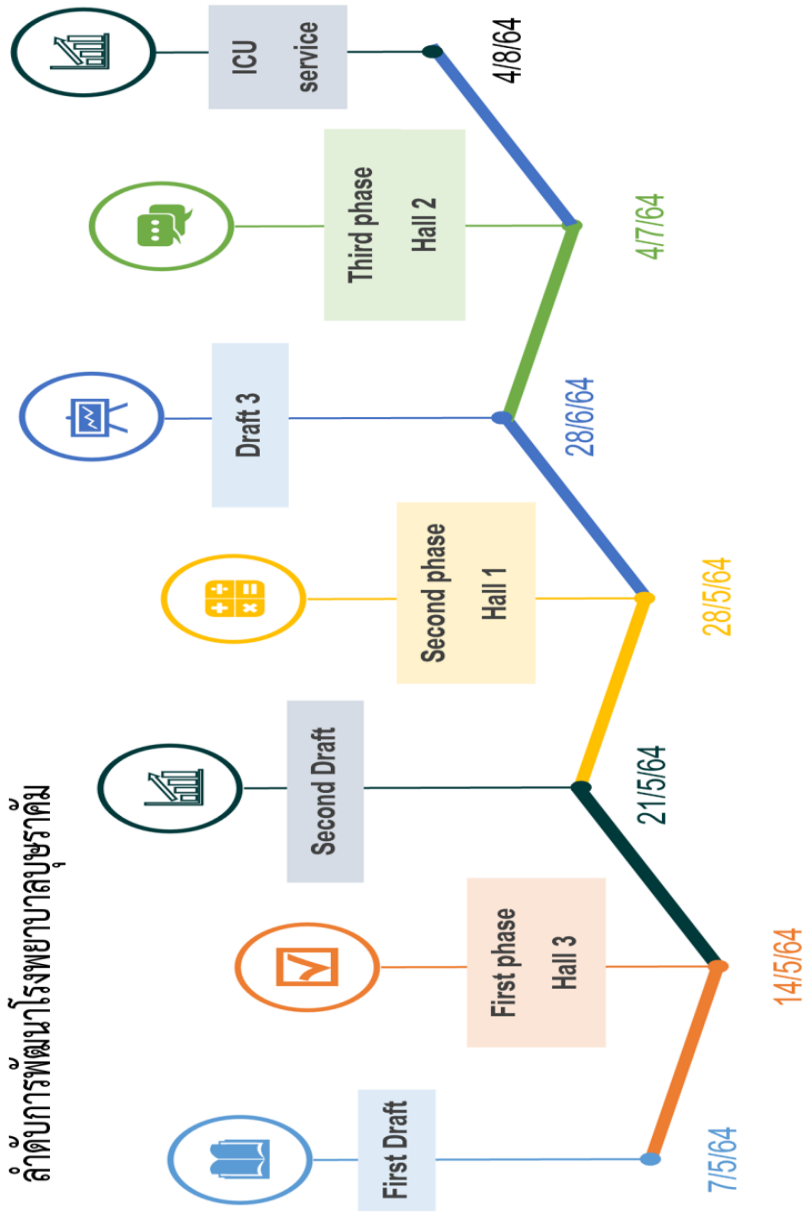 ลำดับการพัฒนาโรงพยาบาลบุษราคัม
First Draft
7/5/64
First phase
Hall 3
14/5/64
Second Draft
21/5/64
Second phase
Hall 1
28/5/64
Draft 3
28/6/64
Third phase
Hall 2
4/7/64
ICU
service
4/8/64